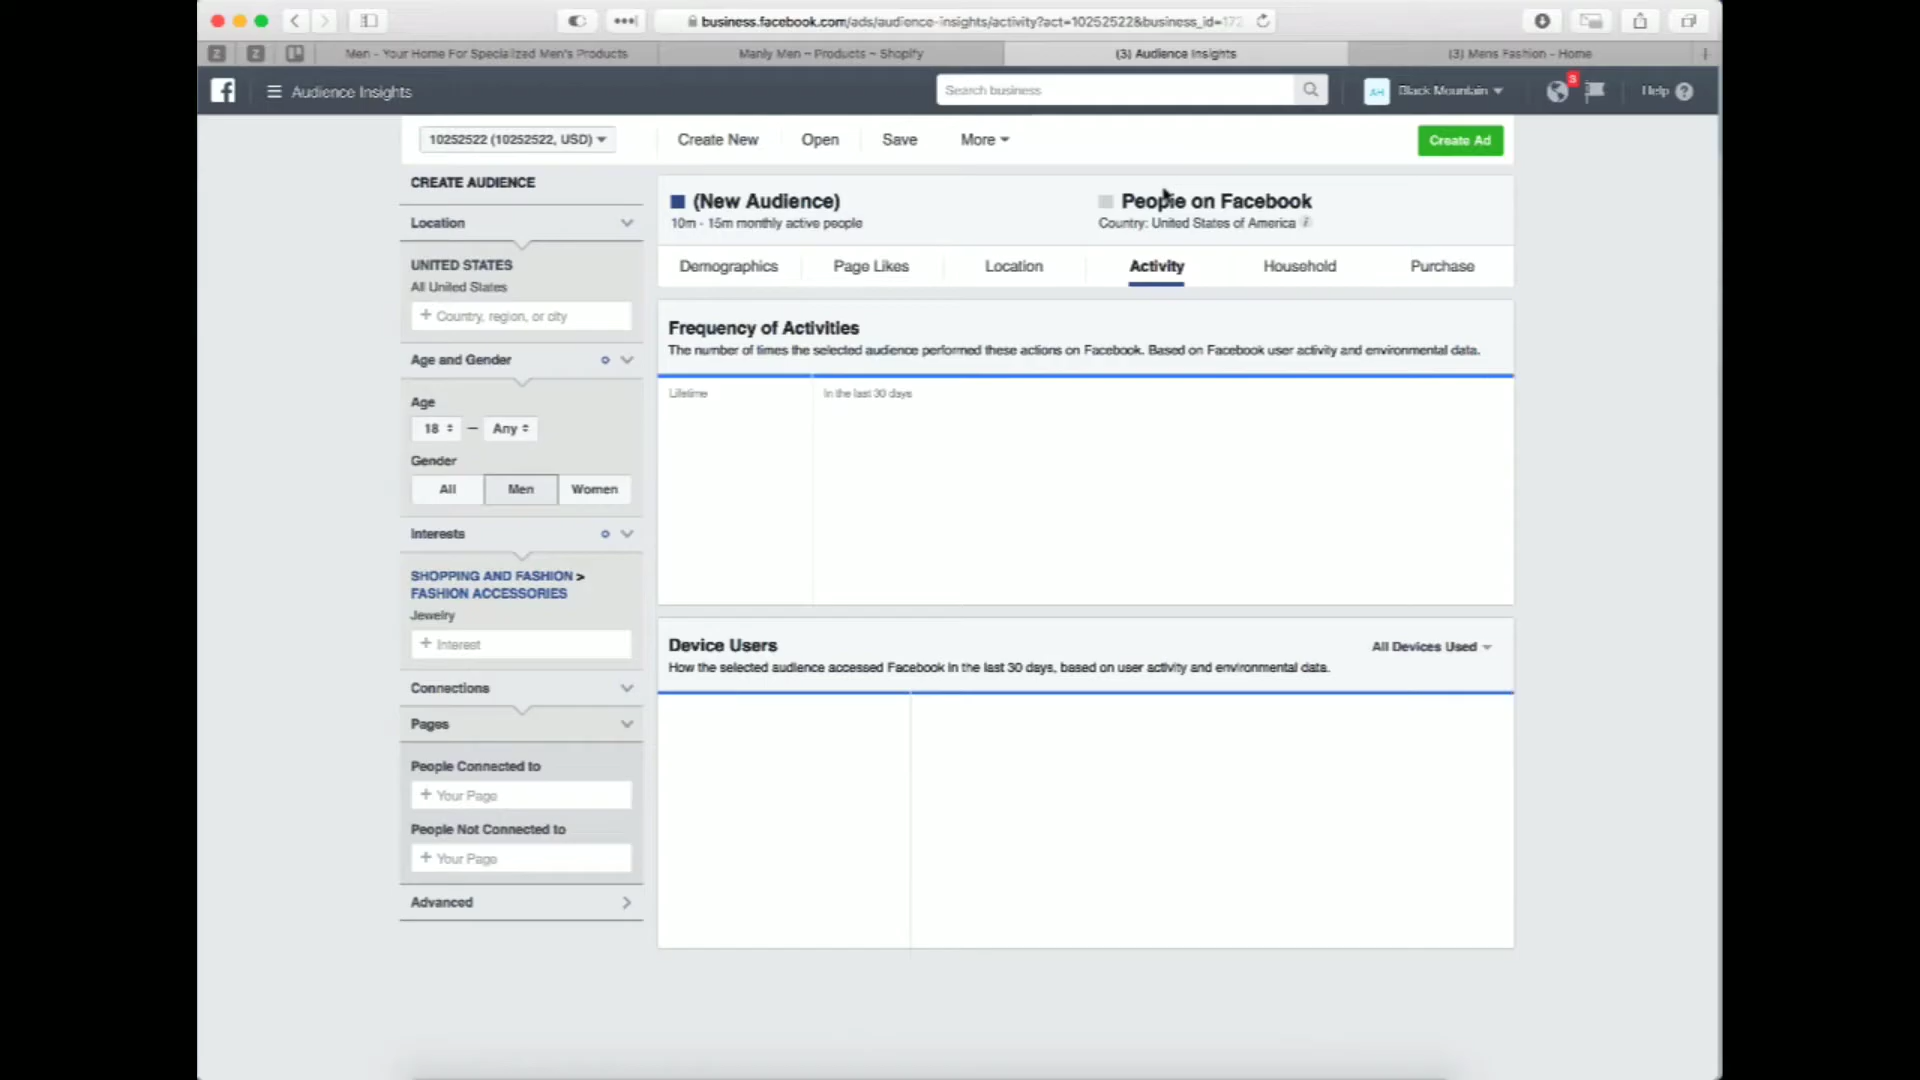 business.facebook.com/ads/audience-insights/activity?act=10252522&business_id=172
Z Z Men - Your Home For Specialized Men's Products Manly Men ~ Products ~ Shopify (3) Audience Insights (3) Mens Fashion - Home +
Audience Insights Search business AH Black Mountain 3 Help ?
10252522 (10252522, USD) Create New Open Save More Create Ad
CREATE AUDIENCE
Location
UNITED STATES
All United States
+ Country, region, or city
Age and Gender
Age
18 — Any
Gender
All Men Women
Interests
SHOPPING AND FASHION >
FASHION ACCESSORIES
Jewelry
+ Interest
Connections
Pages
People Connected to
+ Your Page
People Not Connected to
+ Your Page
Advanced
(New Audience)
10m - 15m monthly active people
People on Facebook
Country: United States of America
Demographics Page Likes Location Activity Household Purchase
Frequency of Activities
The number of times the selected audience performed these actions on Facebook. Based on Facebook user activity and environmental data.
Lifetime In the last 30 days
Device Users
All Devices Used
How the selected audience accessed Facebook in the last 30 days, based on user activity and environmental data.